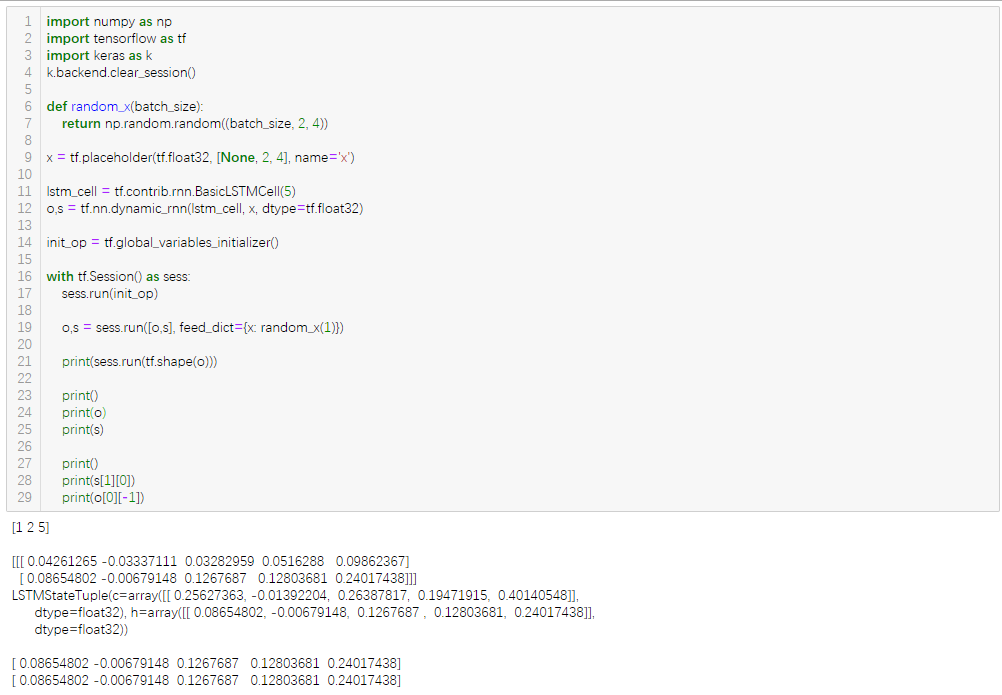 1 import numpy as np
2 import tensorflow as tf
3 import keras as k
4 k.backend.clear_session()
5
6 def random_x(batch_size):
7     return np.random.random((batch_size, 2, 4))
8
9 x = tf.placeholder(tf.float32, [None, 2, 4], name='x')
10
11 lstm_cell = tf.contrib.rnn.BasicLSTMCell(5)
12 o,s = tf.nn.dynamic_rnn(lstm_cell, x, dtype=tf.float32)
13
14 init_op = tf.global_variables_initializer()
15
16 with tf.Session() as sess:
17     sess.run(init_op)
18
19     o,s = sess.run([o,s], feed_dict={x: random_x(1)})
20
21     print(sess.run(tf.shape(o)))
22
23     print()
24     print(o)
25     print(s)
26
27     print()
28     print(s[1][0])
29     print(o[0][-1])
[1 2 5]
[[[ 0.04261265 -0.03337111 0.03282959 0.0516288 0.09862367]
[ 0.08654802 -0.00679148 0.1267687 0.12803681 0.24017438]]]
LSTMStateTuple(c=array([[ 0.25627363, -0.01392204, 0.26387817, 0.19471915, 0.40140548]],
dtype=float32), h=array([[ 0.08654802, -0.00679148, 0.1267687 , 0.12803681, 0.24017438]],
dtype=float32))
[ 0.08654802 -0.00679148 0.1267687 0.12803681 0.24017438]
[ 0.08654802 -0.00679148 0.1267687 0.12803681 0.24017438]